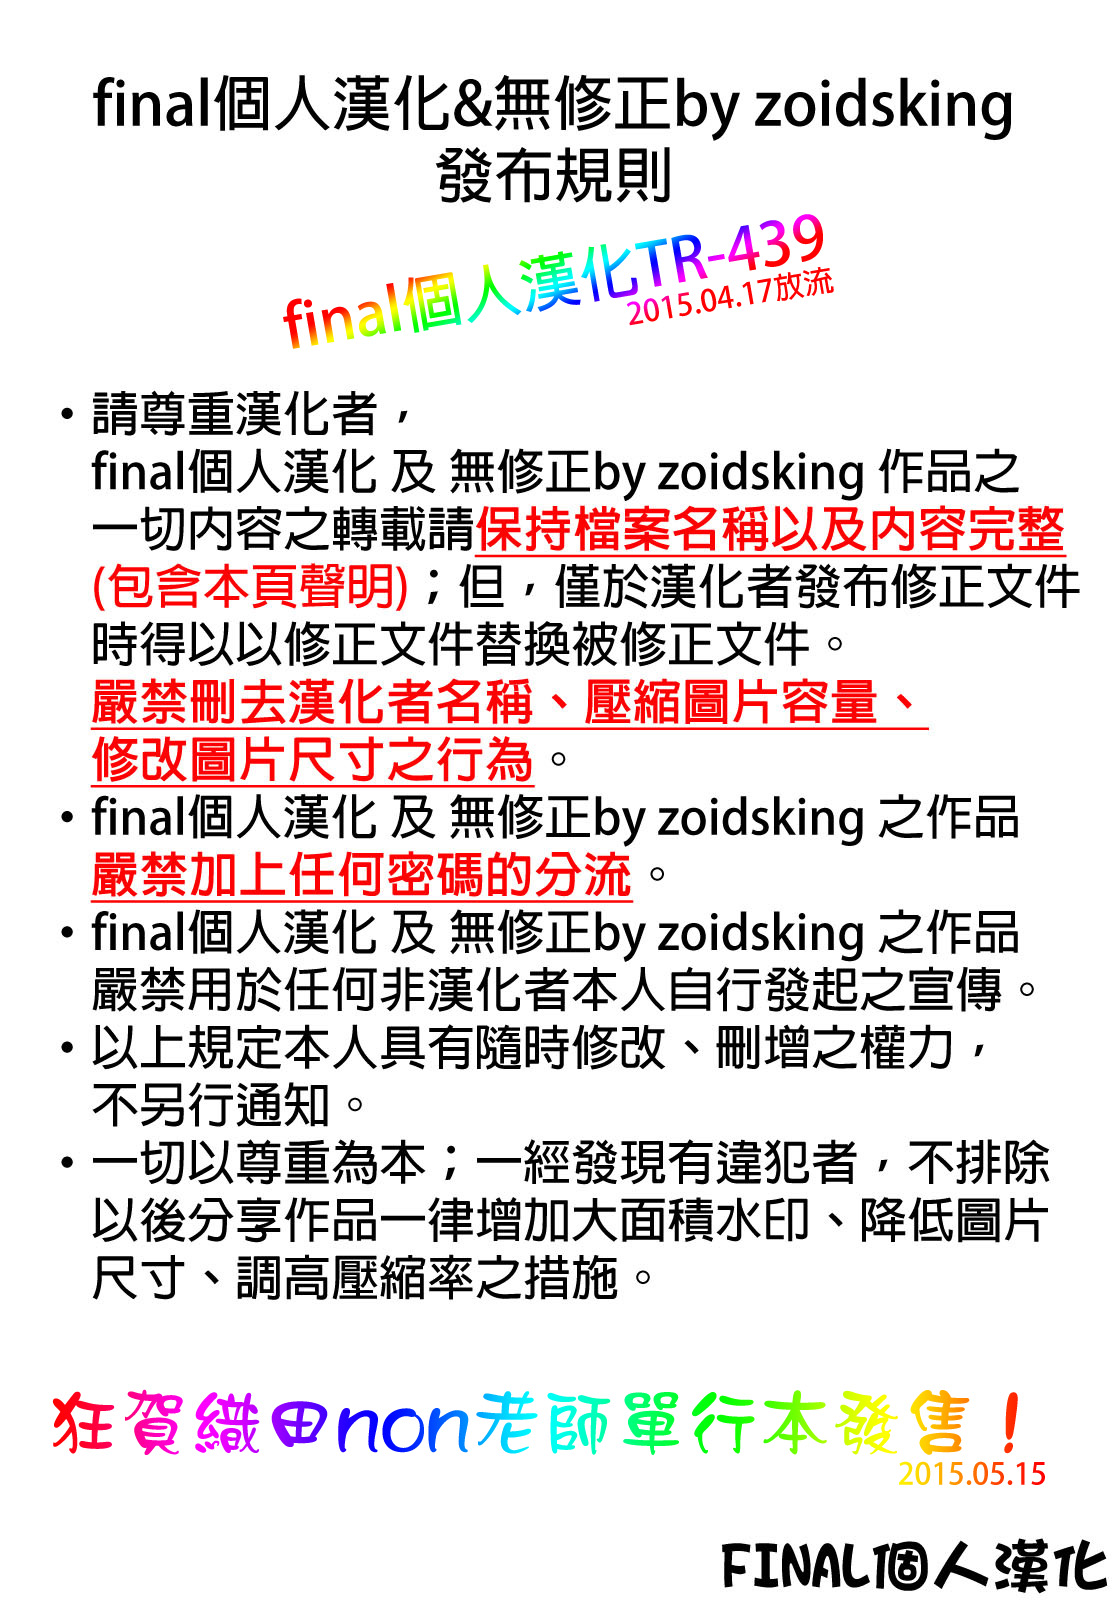 final個人漢化&無修正by zoidsking
發布規則
final個人漢化TR-439
2015.04.17放流
・請尊重漢化者，
final個人漢化 及 無修正by zoidsking 作品之
一切內容之轉載請保持檔案名稱以及內容完整
(包含本頁聲明)；但，僅於漢化者發布修正文件
時得以以修正文件替換被修正文件。
嚴禁刪去漢化者名稱、壓縮圖片容量、
修改圖片尺寸之行為。
・final個人漢化 及 無修正by zoidsking 之作品
嚴禁加上任何密碼的分流。
・final個人漢化 及 無修正by zoidsking 之作品
嚴禁用於任何非漢化者本人自行發起之宣傳。
・以上規定本人具有隨時修改、刪增之權力，
不另行通知。
・一切以尊重為本；一經發現有違犯者，不排除
以後分享作品一律增加大面積水印、降低圖片
尺寸、調高壓縮率之措施。
狂賀織田non老師單行本發售！
2015.05.15
FINAL個人漢化